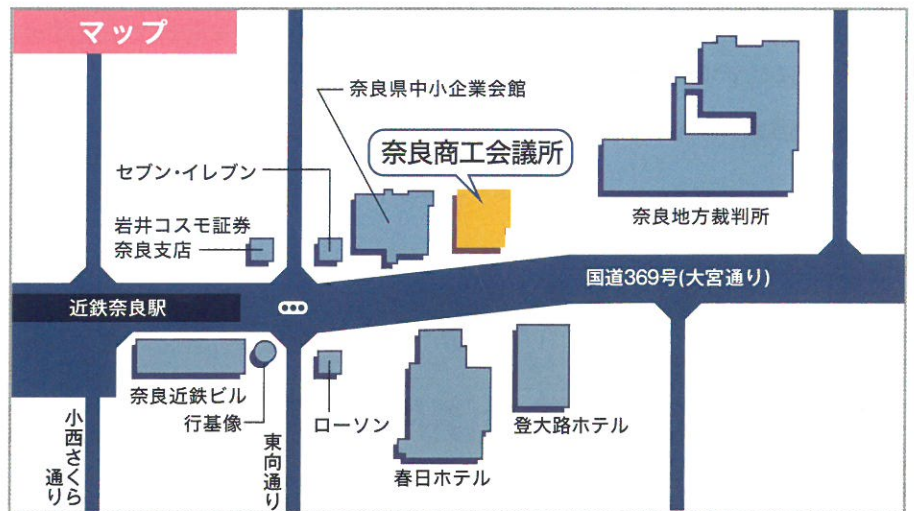 マップ
奈良県中小企業会館
奈良商工会議所
セブン・イレブン
岩井コスモ証券
奈良支店
奈良地方裁判所
国道369号(大宮通り)
近鉄奈良駅
奈良近鉄ビル
行基像
ローソン
登大路ホテル
春日ホテル
小西さくら
通り
東向通り